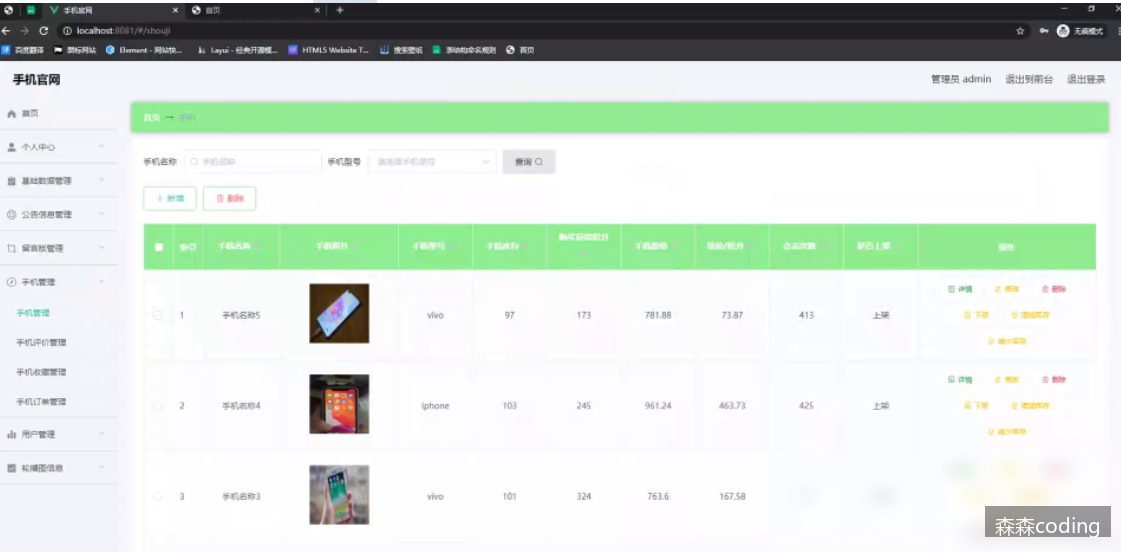 手机官网
首页
localhost:8081/#/shouji
无痕模式
百度翻译
图标网站
Element - 网站快...
Layui - 经典开源模...
HTML5 Website T...
搜索壁纸
表结构命名规则
首页
手机官网
管理员 admin
退出到前台
退出登录
首页
个人中心
基础数据管理
公告信息管理
留言版管理
手机管理
手机管理
手机评价管理
手机收藏管理
手机订单管理
用户管理
轮播图信息
首页 → 手机
手机名称
手机名称
手机型号
请选择手机型号
查询
新增
删除
索引
手机名称
手机照片
手机型号
手机库存
购买获得积分
手机原价
现价/积分
点击次数
是否上架
操作
1
手机名称5
vivo
97
173
781.88
73.87
413
上架
详情
修改
删除
下架
增加库存
减少库存
2
手机名称4
iphone
103
245
961.24
463.73
425
上架
详情
修改
删除
下架
增加库存
减少库存
3
手机名称3
vivo
101
324
763.6
167.58
森森coding